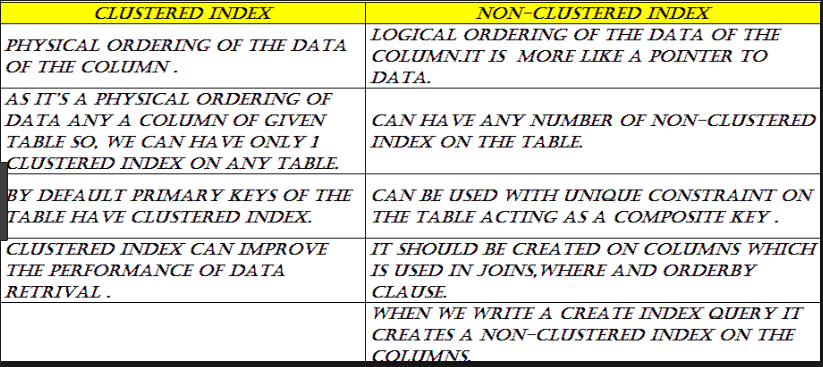 CLUSTERED INDEX
NON-CLUSTERED INDEX
PHYSICAL ORDERING OF THE DATA
OF THE COLUMN .
LOGICAL ORDERING OF THE DATA OF THE
COLUMN.IT IS MORE LIKE A POINTER TO
DATA.
AS IT'S A PHYSICAL ORDERING OF
DATA ANY A COLUMN OF GIVEN
TABLE SO, WE CAN HAVE ONLY 1
CLUSTERED INDEX ON ANY TABLE.
CAN HAVE ANY NUMBER OF NON-CLUSTERED
INDEX ON THE TABLE.
BY DEFAULT PRIMARY KEYS OF THE
TABLE HAVE CLUSTERED INDEX.
CAN BE USED WITH UNIQUE CONSTRAINT ON
THE TABLE ACTING AS A COMPOSITE KEY .
CLUSTERED INDEX CAN IMPROVE
THE PERFORMANCE OF DATA
RETRIVAL .
IT SHOULD BE CREATED ON COLUMNS WHICH
IS USED IN JOINS,WHERE AND ORDERBY
CLAUSE.
WHEN WE WRITE A CREATE INDEX QUERY IT
CREATES A NON-CLUSTERED INDEX ON THE
COLUMNS.